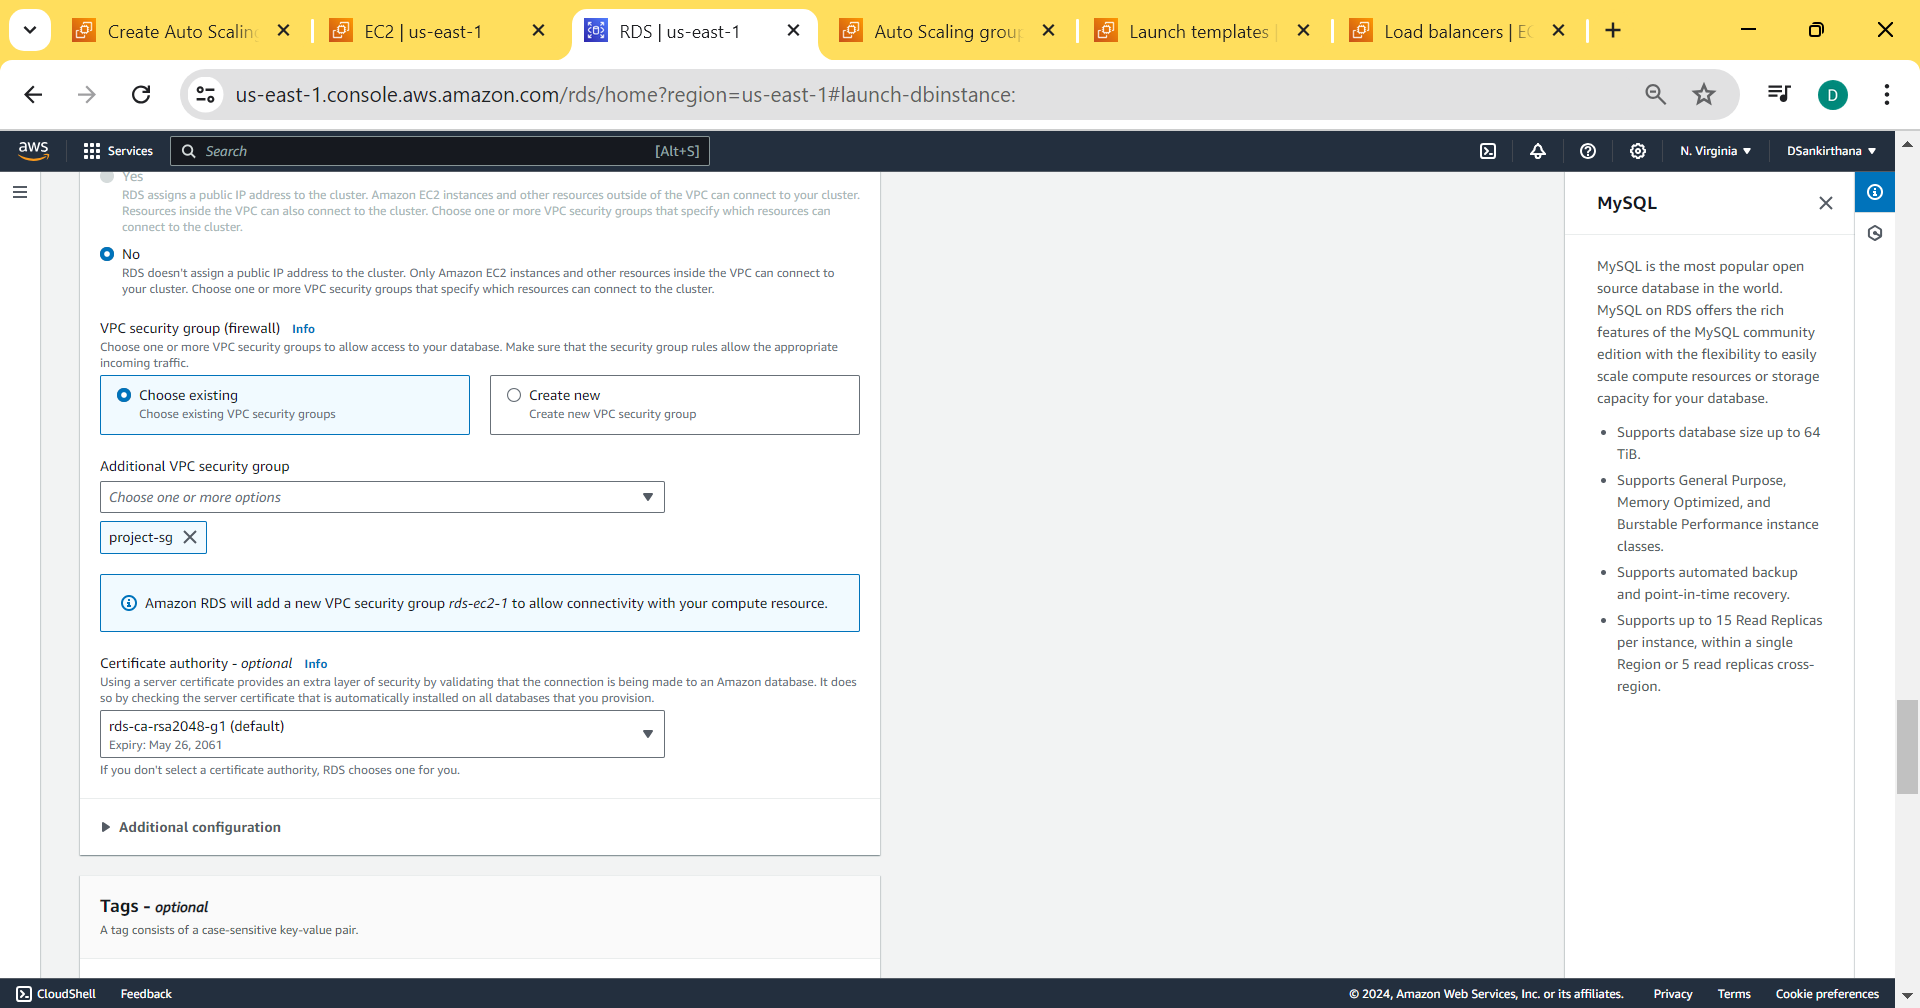 Create Auto Scaling
EC2 | us-east-1
RDS | us-east-1
Auto Scaling grou
Launch templates |
Load balancers | EC
us-east-1.console.aws.amazon.com/rds/home?region=us-east-1#launch-dbinstance:
D
aws
Services
Search
[Alt+S]
N. Virginia
DSankirthana
Yes
RDS assigns a public IP address to the cluster. Amazon EC2 instances and other resources outside of the VPC can connect to your cluster.
Resources inside the VPC can also connect to the cluster. Choose one or more VPC security groups that specify which resources can
connect to the cluster.
No
RDS doesn't assign a public IP address to the cluster. Only Amazon EC2 instances and other resources inside the VPC can connect to
your cluster. Choose one or more VPC security groups that specify which resources can connect to the cluster.
VPC security group (firewall) Info
Choose one or more VPC security groups to allow access to your database. Make sure that the security group rules allow the appropriate
incoming traffic.
Choose existing
Choose existing VPC security groups
Create new
Create new VPC security group
Additional VPC security group
Choose one or more options
project-sg
Amazon RDS will add a new VPC security group rds-ec2-1 to allow connectivity with your compute resource.
Certificate authority - optional Info
Using a server certificate provides an extra layer of security by validating that the connection is being made to an Amazon database. It does
so by checking the server certificate that is automatically installed on all databases that you provision.
rds-ca-rsa2048-g1 (default)
Expiry: May 26, 2061
If you don't select a certificate authority, RDS chooses one for you.
Additional configuration
Tags - optional
A tag consists of a case-sensitive key-value pair.
MySQL
MySQL is the most popular open
source database in the world.
MySQL on RDS offers the rich
features of the MySQL community
edition with the flexibility to easily
scale compute resources or storage
capacity for your database.
• Supports database size up to 64
TiB.
• Supports General Purpose,
Memory Optimized, and
Burstable Performance instance
classes.
• Supports automated backup
and point-in-time recovery.
• Supports up to 15 Read Replicas
per instance, within a single
Region or 5 read replicas cross-
region.
CloudShell
Feedback
© 2024, Amazon Web Services, Inc. or its affiliates.
Privacy
Terms
Cookie preferences